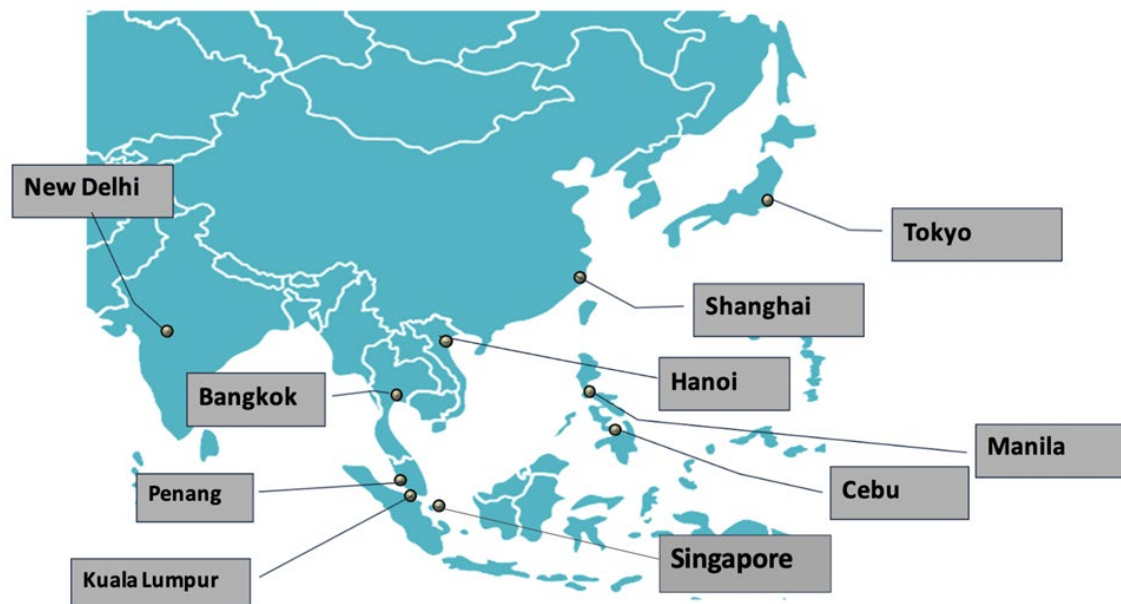 New Delhi
Tokyo
Shanghai
Hanoi
Bangkok
Manila
Cebu
Penang
Singapore
Kuala Lumpur